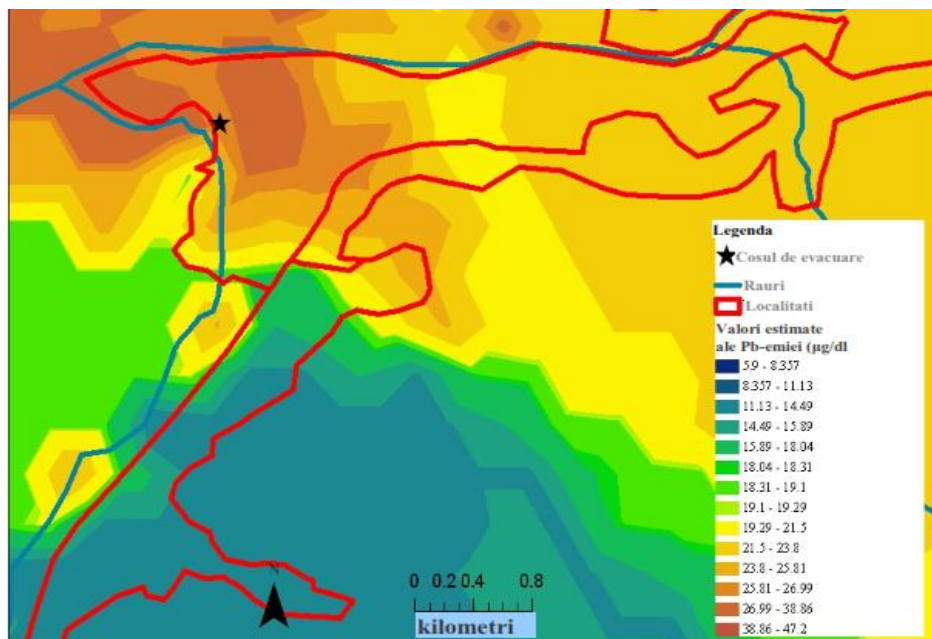 Legenda
Cosul de evacuare
Rauri
Localitati
Valori estimate
ale Pb-emiei (µg/dl
5.9 - 8.357
8.357 - 11.13
11.13 - 14.49
14.49 - 15.89
15.89 - 18.04
18.04 - 18.31
18.31 - 19.1
19.1 - 19.29
19.29 - 21.5
21.5 - 23.8
23.8 - 25.81
25.81 - 26.99
26.99 - 38.86
38.86 - 47.2
0 0.2 0.4 0.8
kilometri